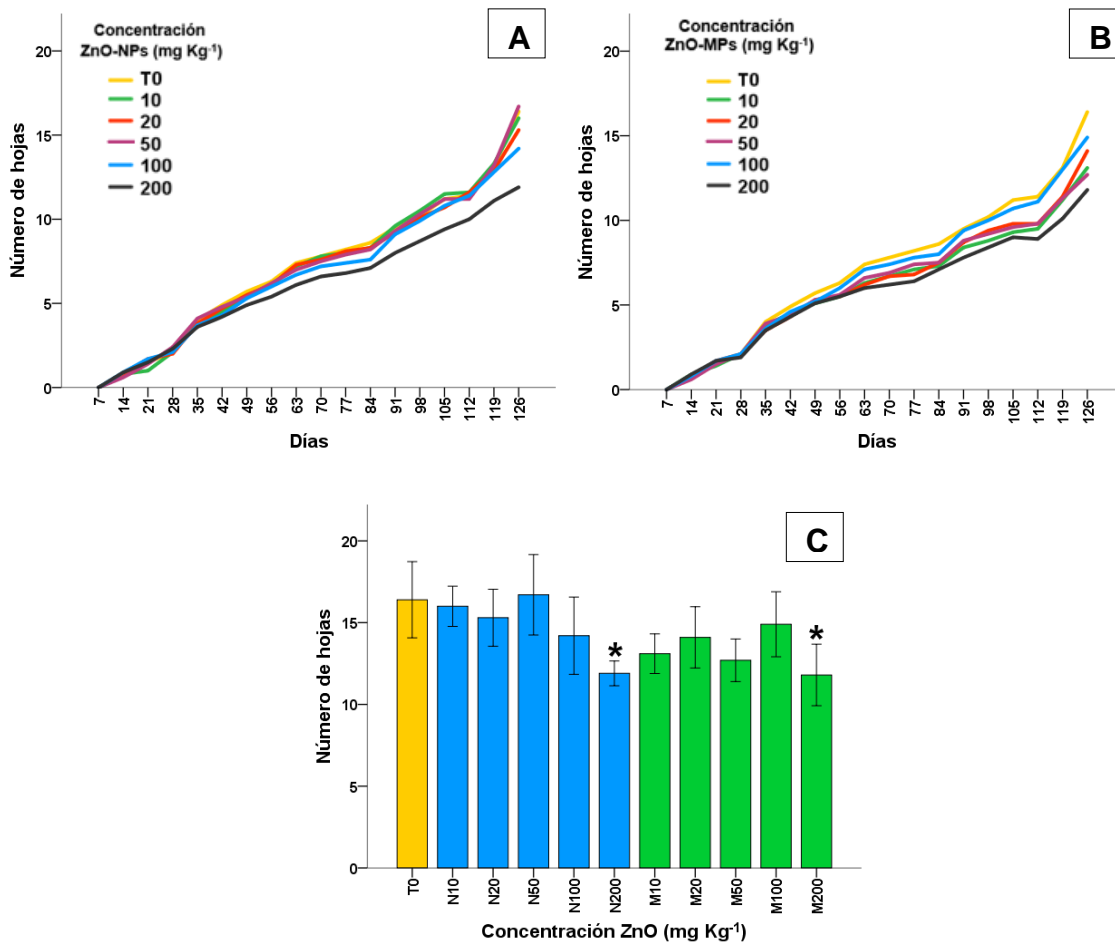 Concentración
ZnO-NPs (mg Kg⁻¹)
A
T0
10
20
50
100
200
Número de hojas
20
15
10
5
0
7 14 21 28 35 42 49 56 63 70 77 84 91 98 105 112 119 126
Días
Concentración
ZnO-MPs (mg Kg⁻¹)
B
T0
10
20
50
100
200
Número de hojas
20
15
10
5
0
7 14 21 28 35 42 49 56 63 70 77 84 91 98 105 112 119 126
Días
C
Número de hojas
20
15
10
5
0
* *
T0 N10 N20 N50 N100 N200 M10 M20 M50 M100 M200
Concentración ZnO (mg Kg⁻¹)